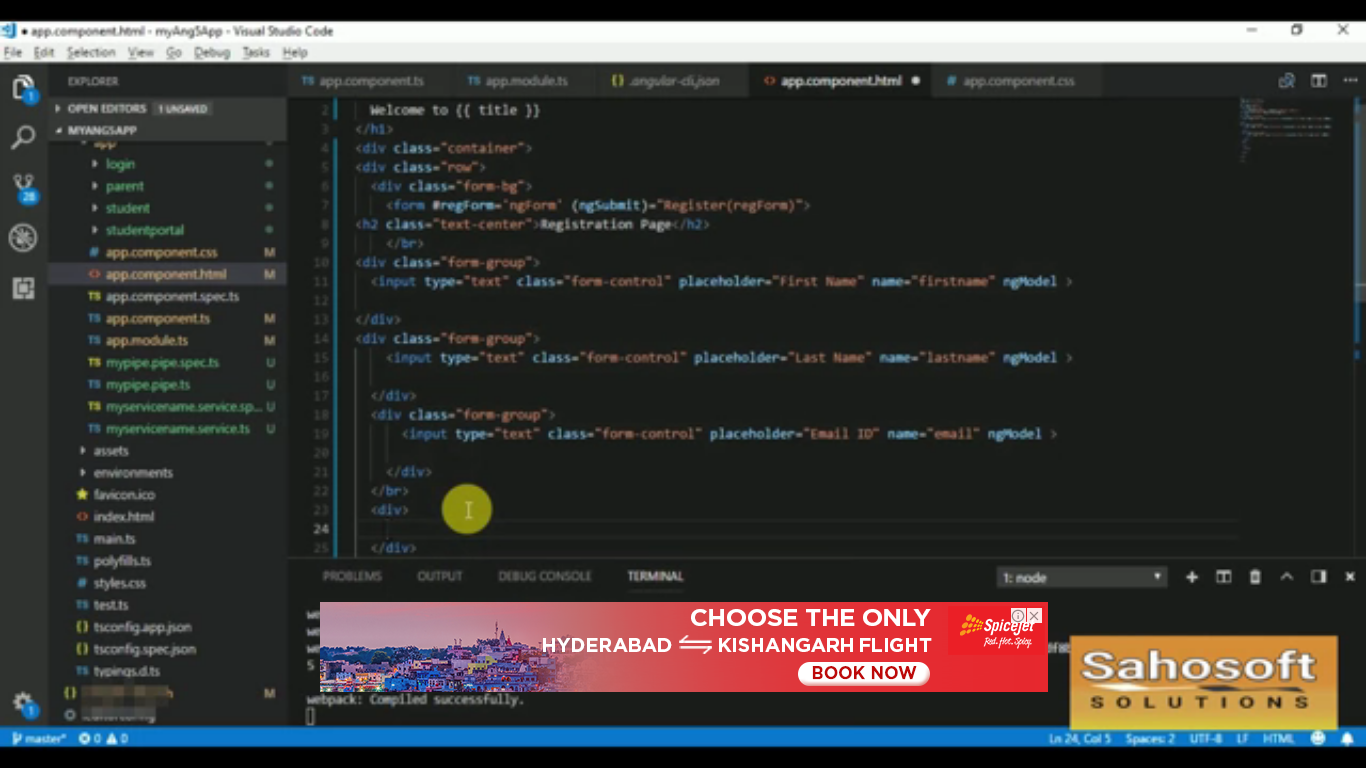 app.component.html - myAng5App - Visual Studio Code
File Edit Selection View Go Debug Tasks Help
EXPLORER
OPEN EDITORS 1 UNSAVED
MYANG5APP
app
login
parent
student
studentportal
app.component.css M
app.component.html M
app.component.spec.ts
app.component.ts M
app.module.ts M
mypipe.pipe.spec.ts U
mypipe.pipe.ts U
myservicename.service.sp... U
myservicename.service.ts U
assets
environments
favicon.ico
index.html
main.ts
polyfills.ts
styles.css
test.ts
tsconfig.app.json
tsconfig.spec.json
typings.d.ts
M
app.component.ts app.module.ts .angular-cli.json app.component.html app.component.css
2 Welcome to {{ title }}
3 </h1>
4 <div class="container">
5 <div class="row">
6 <div class="form-bg">
7 <form #regForm='ngForm' (ngSubmit)="Register(regForm)">
8 <h2 class="text-center">Registration Page</h2>
9 </br>
10 <div class="form-group">
11 <input type="text" class="form-control" placeholder="First Name" name="firstname" ngModel >
12
13 </div>
14 <div class="form-group">
15 <input type="text" class="form-control" placeholder="Last Name" name="lastname" ngModel >
16
17 </div>
18 <div class="form-group">
19 <input type="text" class="form-control" placeholder="Email ID" name="email" ngModel >
20
21 </div>
22 </br>
23 <div>
24
25 </div>
PROBLEMS OUTPUT DEBUG CONSOLE TERMINAL 1: node
CHOOSE THE ONLY
HYDERABAD KISHANGARH FLIGHT
BOOK NOW
SpiceJet
Red. Hot. Spicy.
webpack: Compiled successfully.
Sahosoft
SOLUTIONS
master* 0 0 Ln 24, Col 5 Spaces: 2 UTF-8 LF HTML